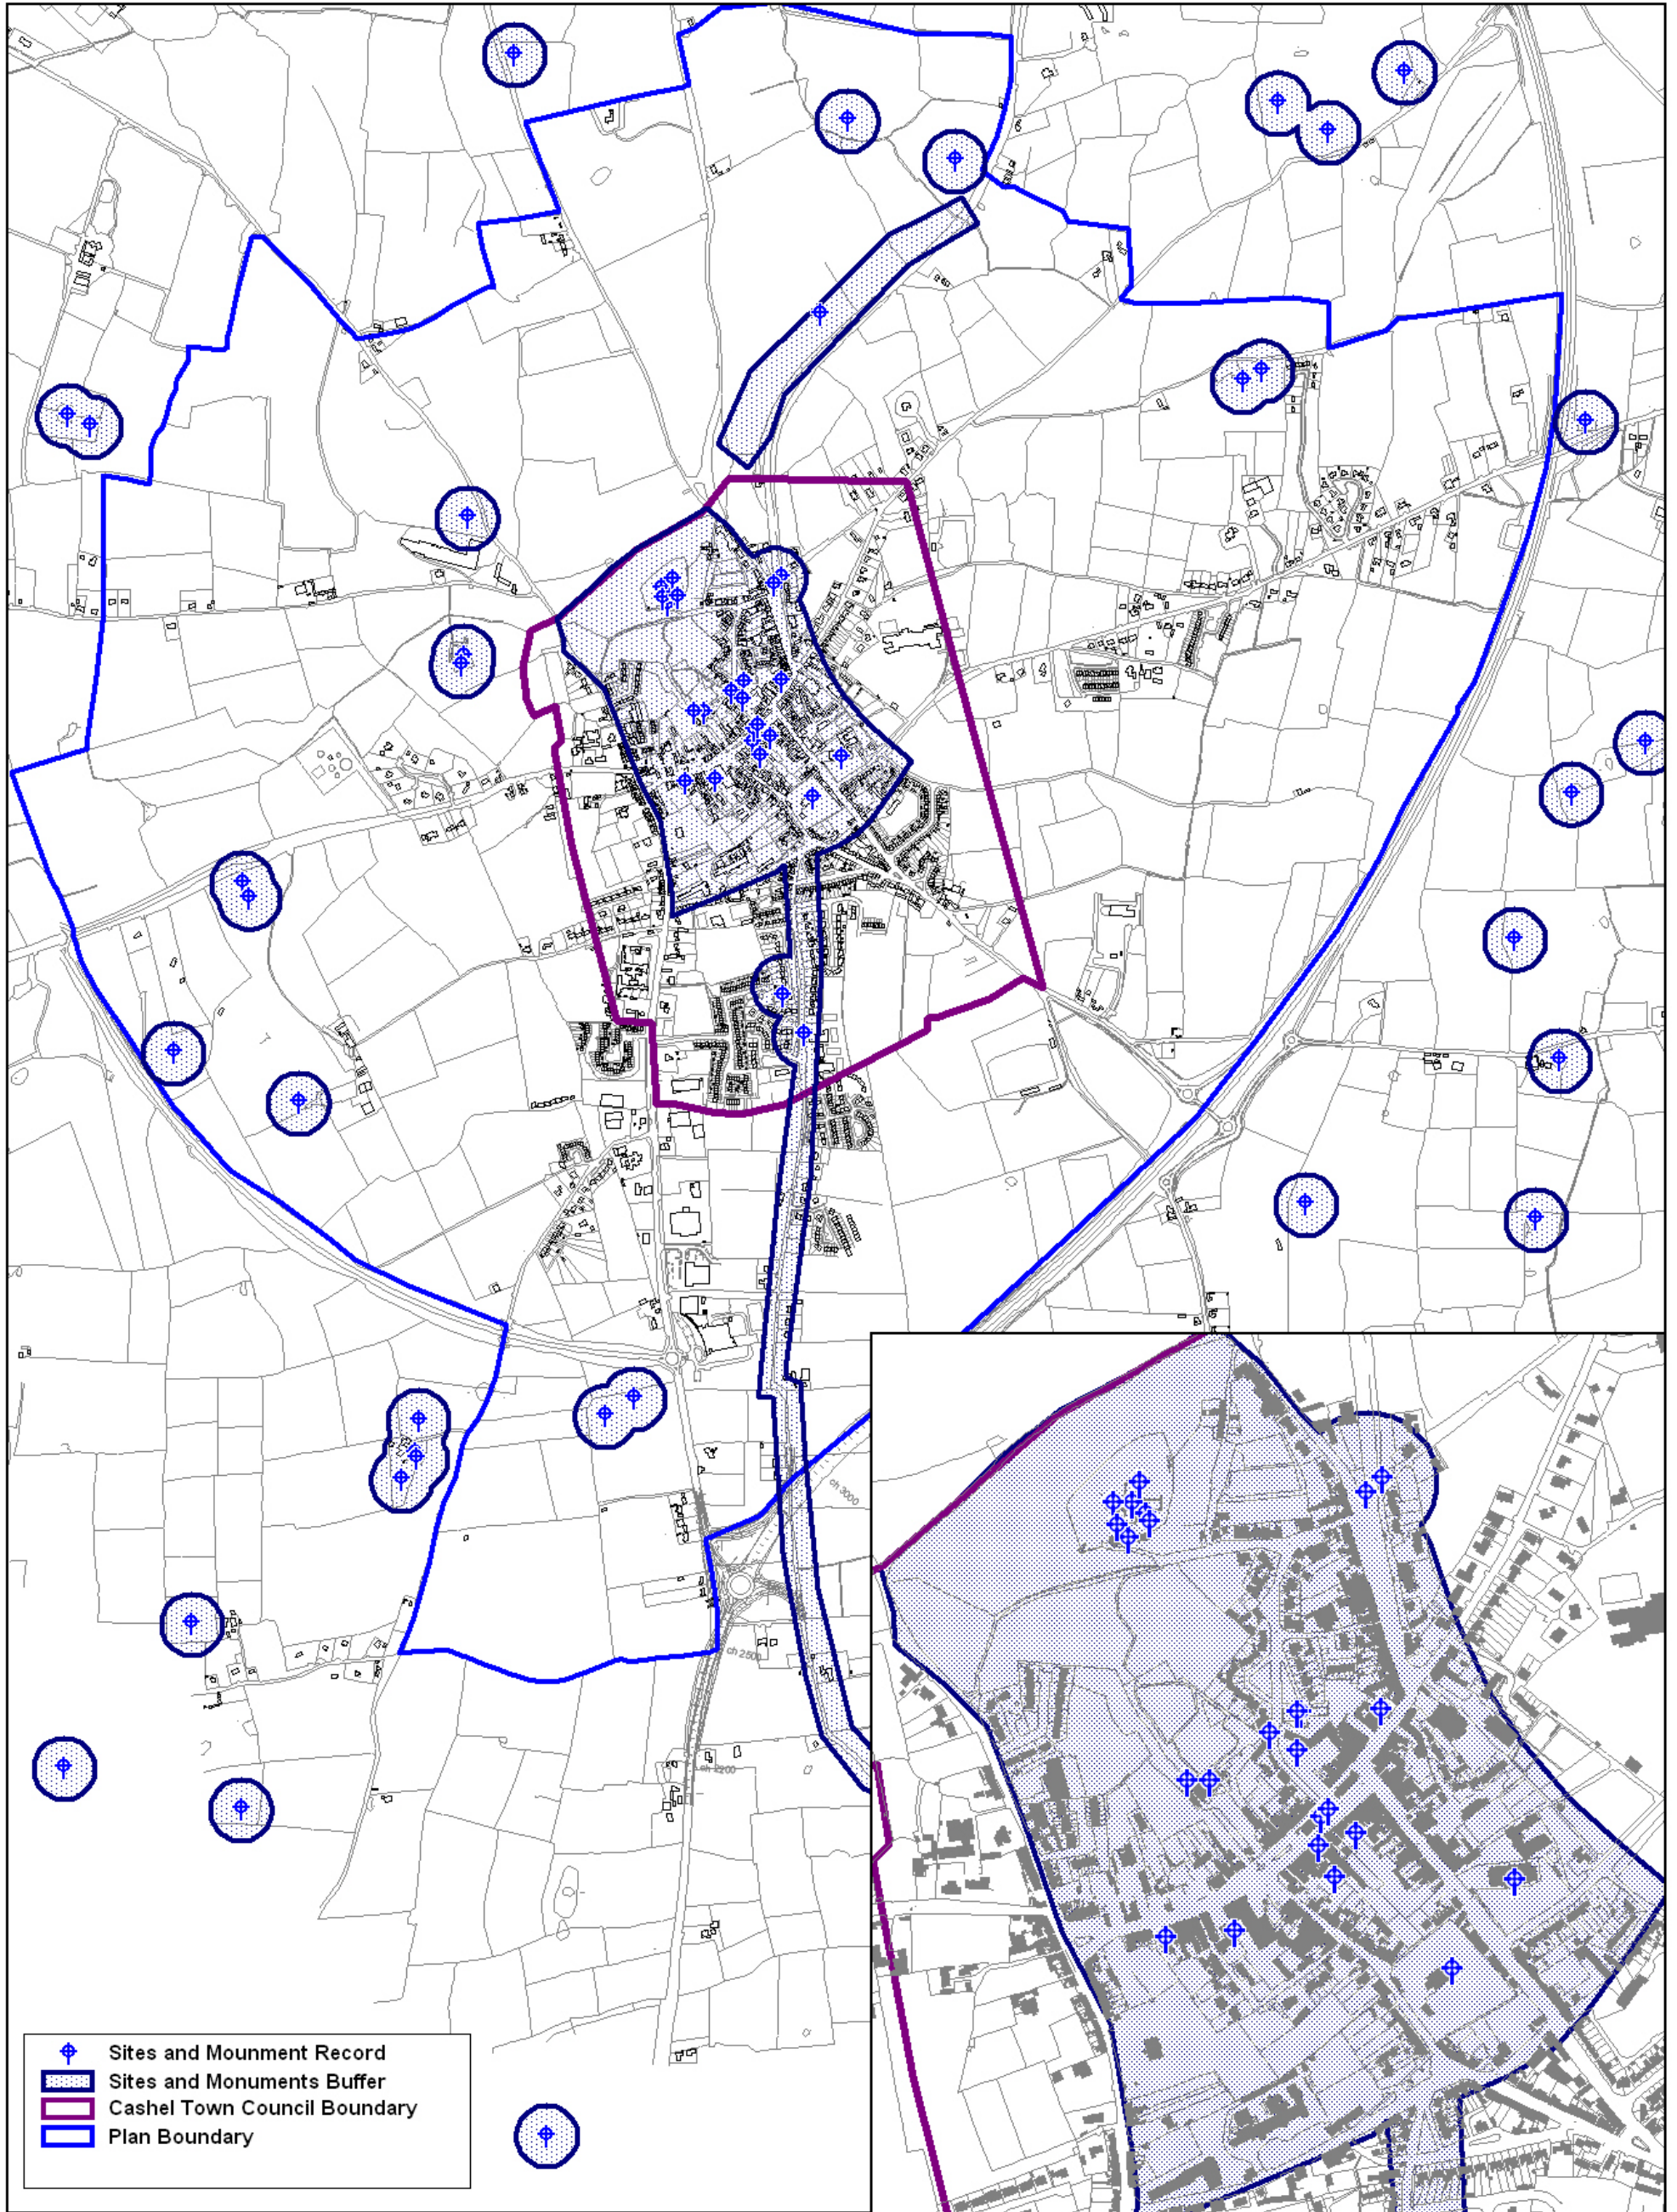 ch 3000
ch 2500
ch 2200
Sites and Mounment Record
Sites and Monuments Buffer
Cashel Town Council Boundary
Plan Boundary